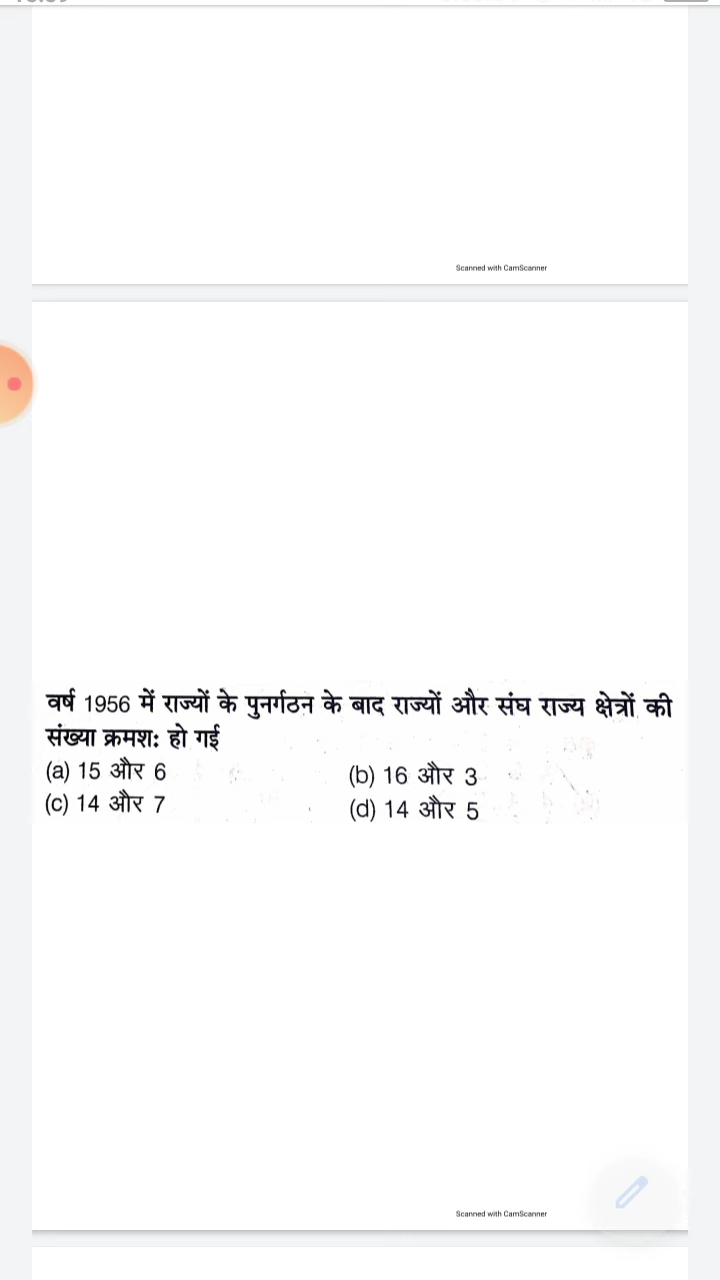 Scanned with CamScanner
वर्ष 1956 में राज्यों के पुनर्गठन के बाद राज्यों और संघ राज्य क्षेत्रों की
संख्या क्रमशः हो गई
(a) 15 और 6 (b) 16 और 3
(c) 14 और 7 (d) 14 और 5
Scanned with CamScanner